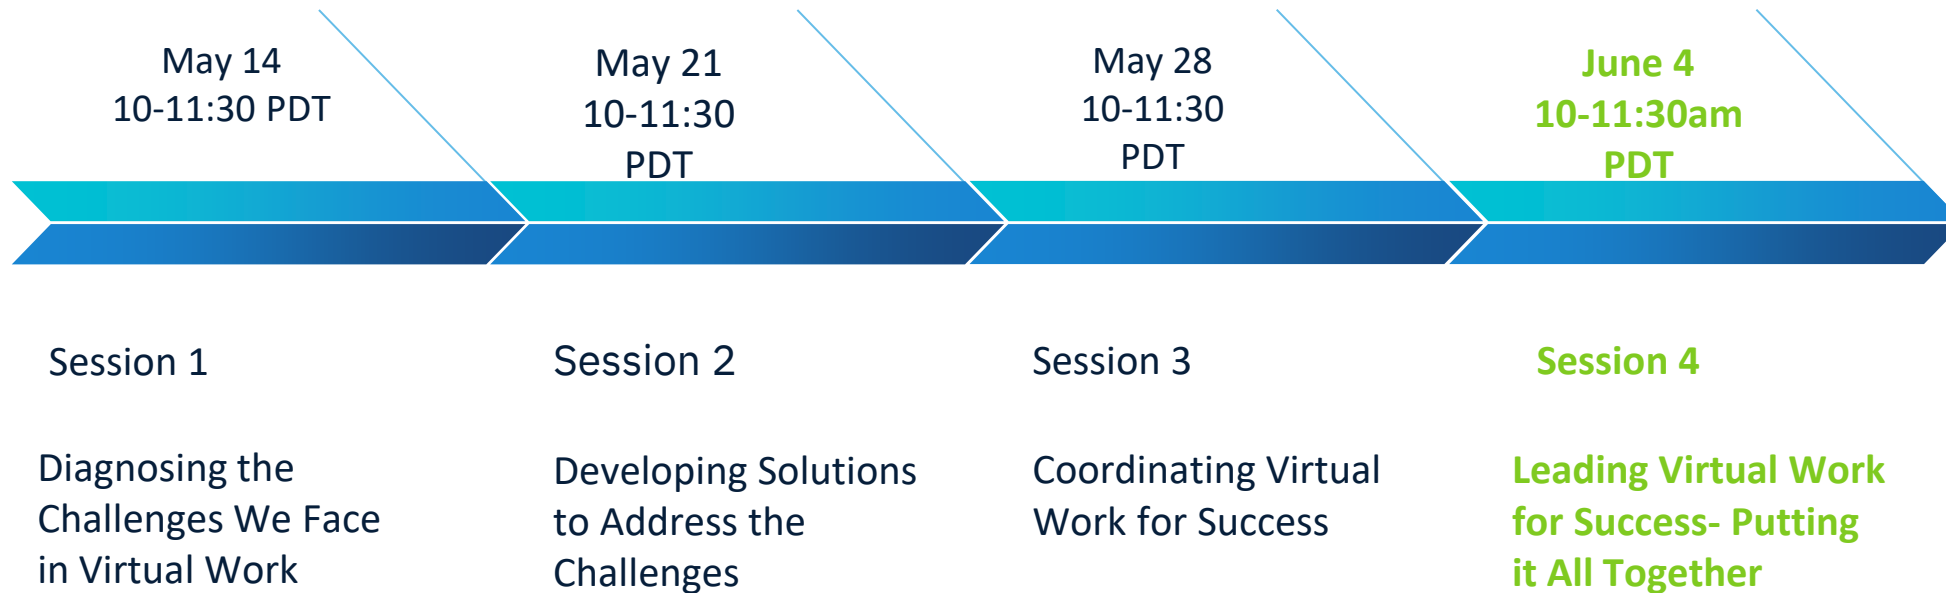 May 14
10-11:30 PDT
May 21
10-11:30
PDT
May 28
10-11:30
PDT
June 4
10-11:30am
PDT
Session 1
Diagnosing the
Challenges We Face
in Virtual Work
Session 2
Developing Solutions
to Address the
Challenges
Session 3
Coordinating Virtual
Work for Success
Session 4
Leading Virtual Work
for Success- Putting
it All Together